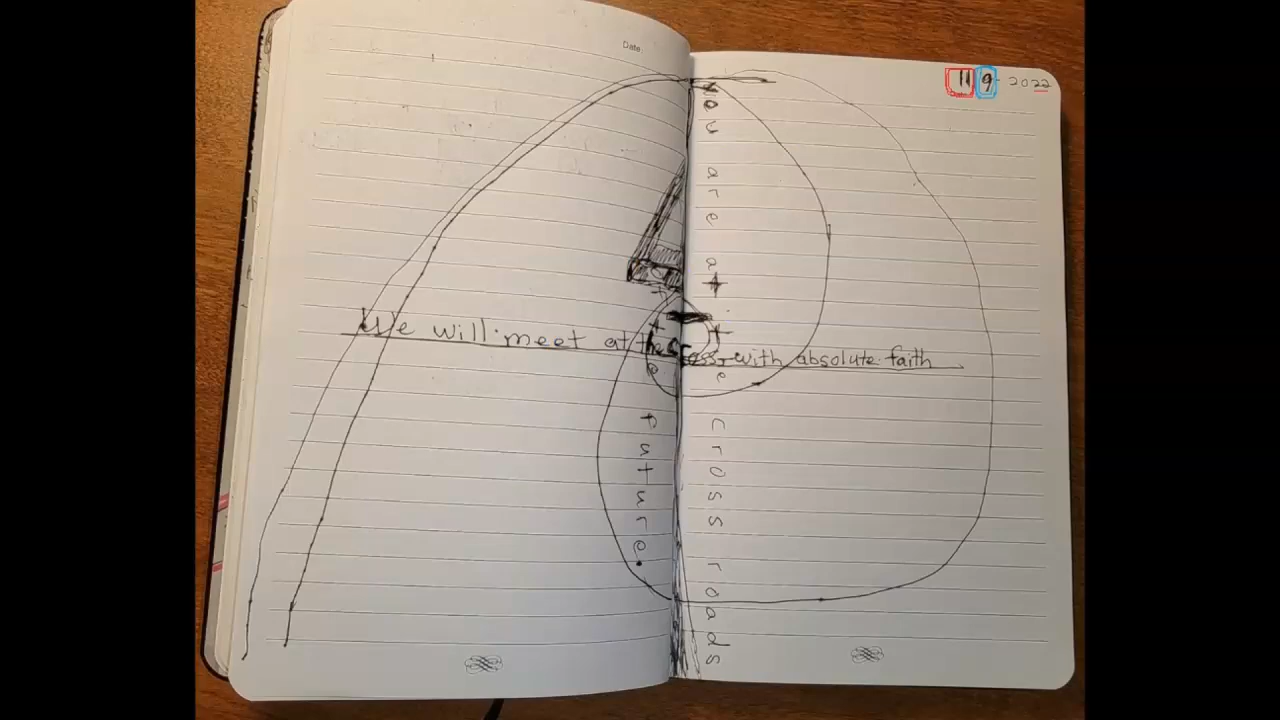 Date
11 9 - 2022
We will meet at the cross with absolute faith
You are at the cross roads
the future.